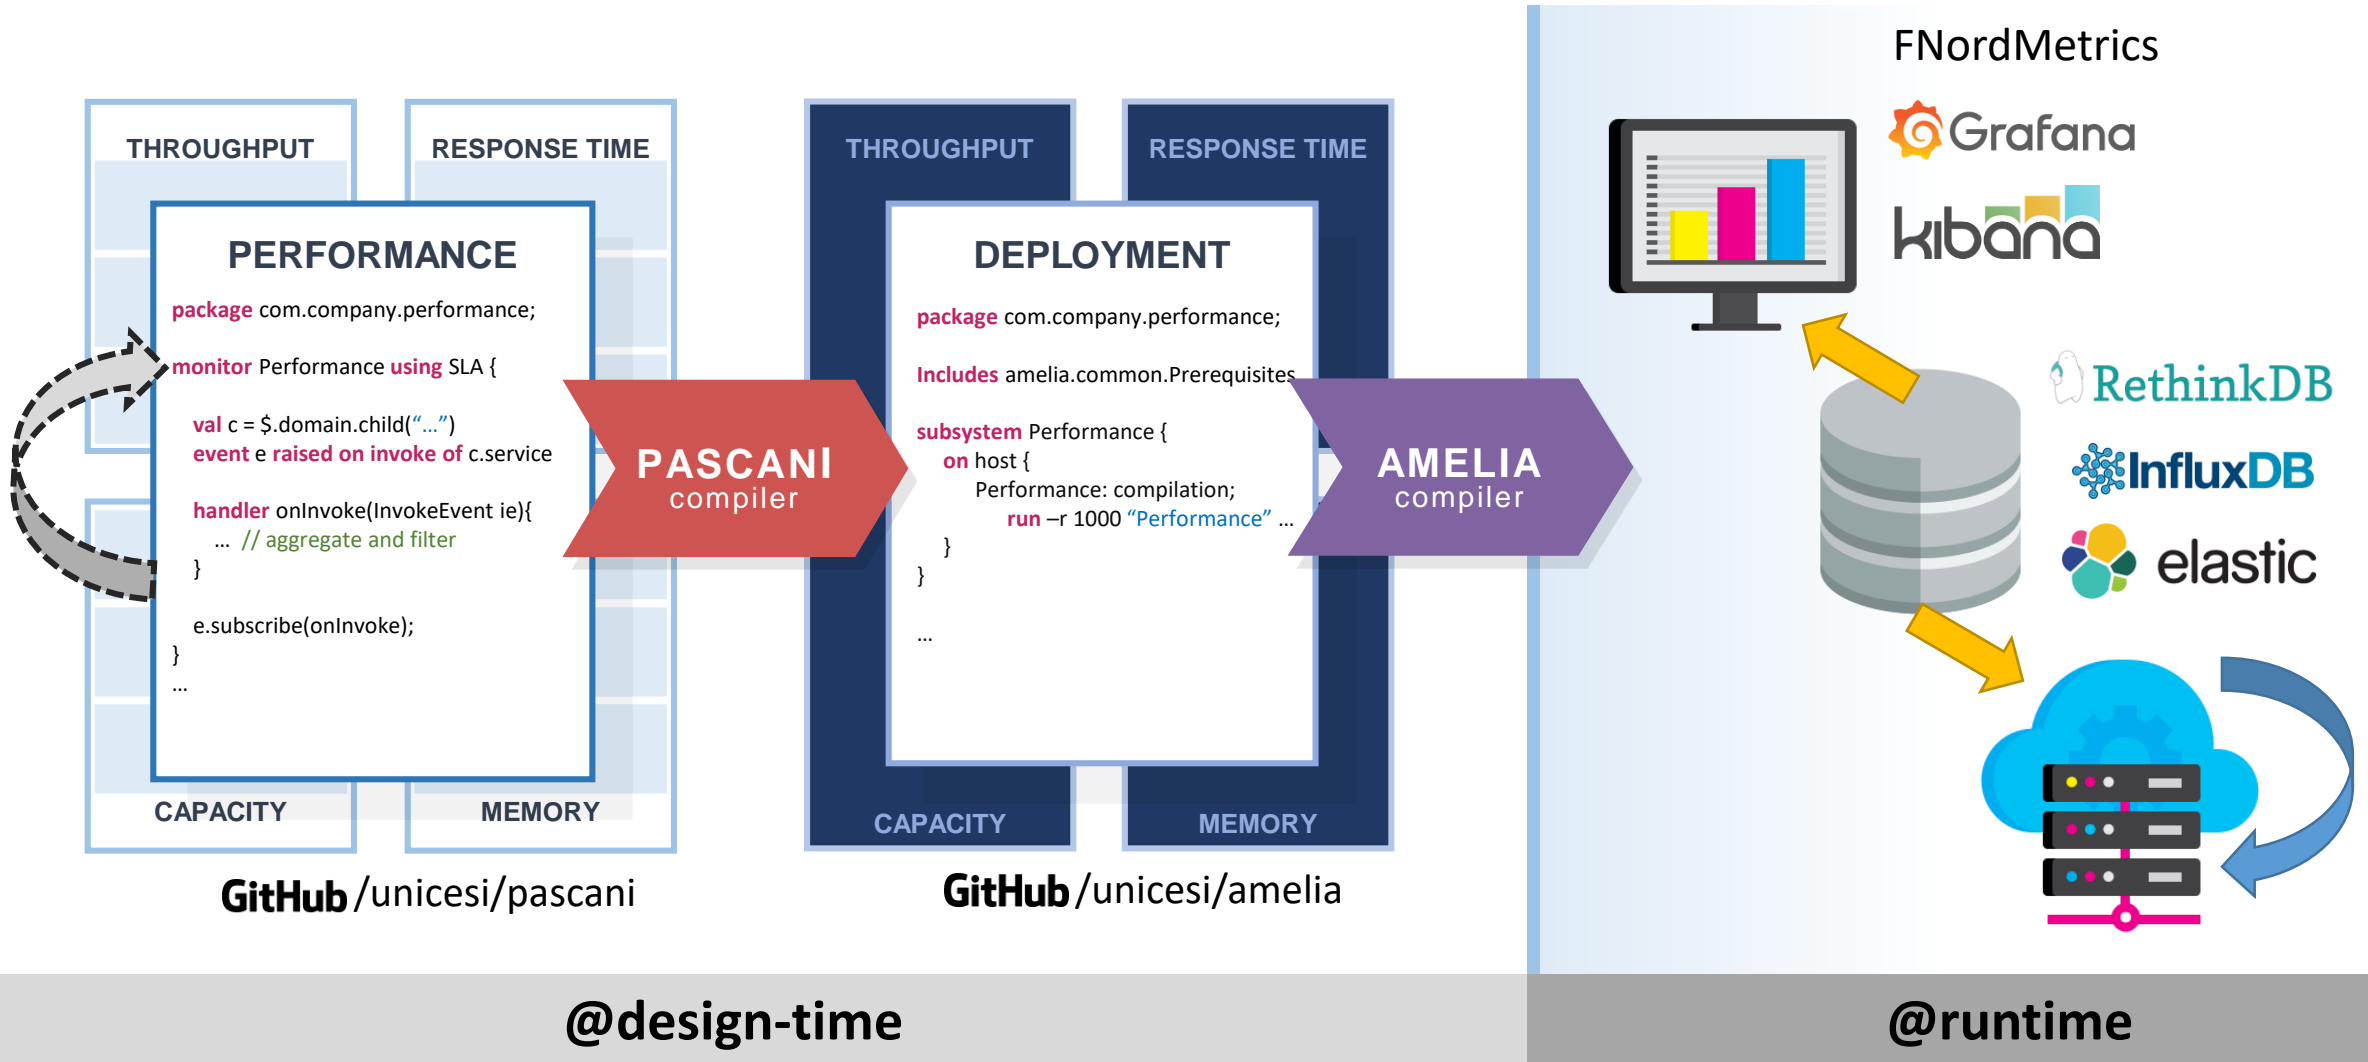 THROUGHPUT
RESPONSE TIME
PERFORMANCE
package com.company.performance;
monitor Performance using SLA {
val c = $.domain.child(“...”)
event e raised on invoke of c.service
handler onInvoke(InvokeEvent ie){
... // aggregate and filter
}
e.subscribe(onInvoke);
}
...
CAPACITY
MEMORY
GitHub /unicesi/pascani
PASCANI
compiler
THROUGHPUT
RESPONSE TIME
DEPLOYMENT
package com.company.performance;
Includes amelia.common.Prerequisites
subsystem Performance {
on host {
Performance: compilation;
run –r 1000 “Performance” ...
}
}
...
CAPACITY
MEMORY
GitHub /unicesi/amelia
AMELIA
compiler
FNordMetrics
Grafana
kibana
RethinkDB
InfluxDB
elastic
@design-time
@runtime